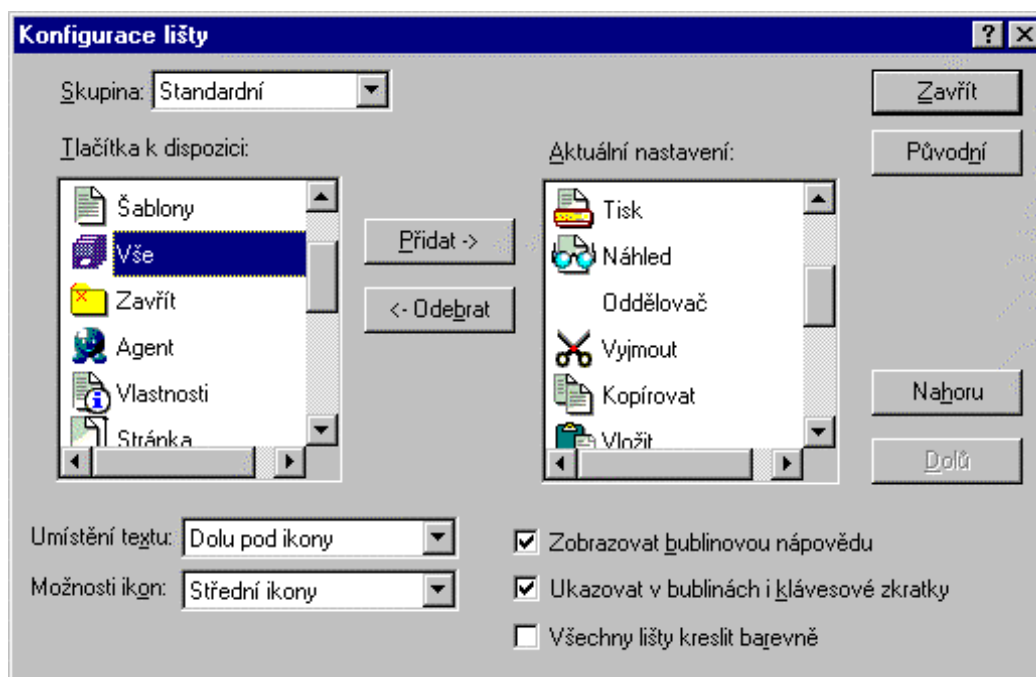 Konfigurace lišty
Skupina: Standardní
Zavřít
Tlačítka k dispozici:
Aktuální nastavení:
Původní
Šablony
Vše
Zavřít
Agent
Vlastnosti
Stránka
Přidat ->
<- Odebrat
Tisk
Náhled
Oddělovač
Vyjmout
Kopírovat
Vložit
Nahoru
Dolů
Umístění textu: Dolu pod ikony
Možnosti ikon: Střední ikony
Zobrazovat bublinovou nápovědu
Ukazovat v bublinách i klávesové zkratky
Všechny lišty kreslit barevně